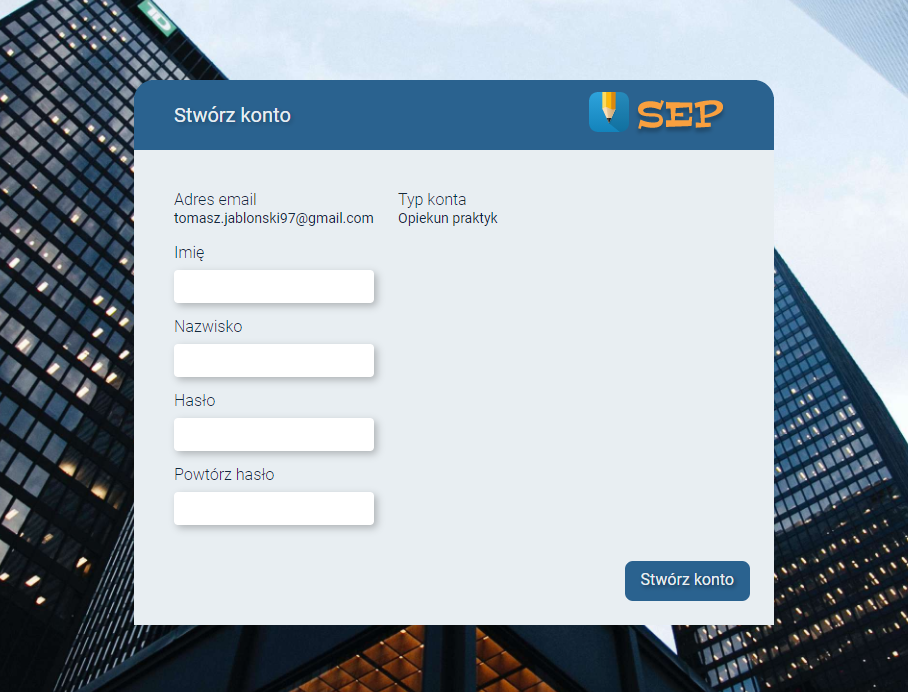 Stwórz konto
SEP
Adres email
tomasz.jablonski97@gmail.com
Typ konta
Opiekun praktyk
Imię
Nazwisko
Hasło
Powtórz hasło
Stwórz konto